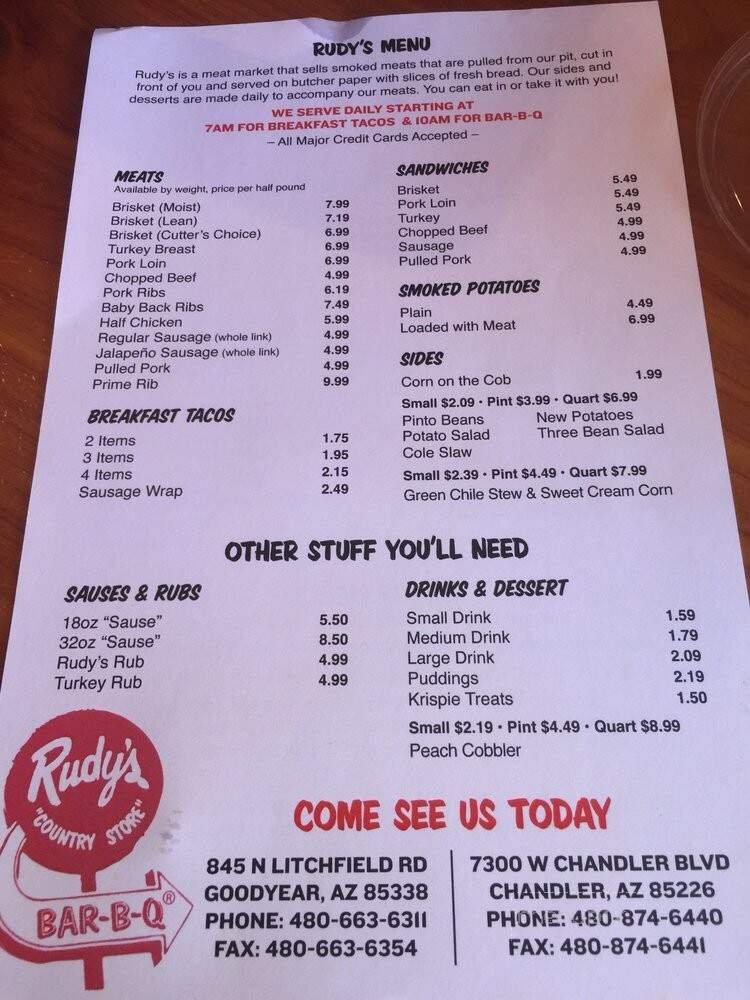 RUDY'S MENU
Rudy's is a meat market that sells smoked meats that are pulled from our pit, cut in
front of you and served on butcher paper with slices of fresh bread. Our sides and
desserts are made daily to accompany our meats. You can eat in or take it with you!
WE SERVE DAILY STARTING AT
7AM FOR BREAKFAST TACOS & 10AM FOR BAR-B-Q
– All Major Credit Cards Accepted –
MEATS
Available by weight, price per half pound
Brisket (Moist) 7.99
Brisket (Lean) 7.19
Brisket (Cutter's Choice) 6.99
Turkey Breast 6.99
Pork Loin 6.99
Chopped Beef 4.99
Pork Ribs 6.19
Baby Back Ribs 7.49
Half Chicken 5.99
Regular Sausage (whole link) 4.99
Jalapeño Sausage (whole link) 4.99
Pulled Pork 4.99
Prime Rib 9.99
BREAKFAST TACOS
2 Items 1.75
3 Items 1.95
4 Items 2.15
Sausage Wrap 2.49
SANDWICHES
Brisket 5.49
Pork Loin 5.49
Turkey 5.49
Chopped Beef 4.99
Sausage 4.99
Pulled Pork 4.99
SMOKED POTATOES
Plain 4.49
Loaded with Meat 6.99
SIDES
Corn on the Cob 1.99
Small $2.09 • Pint $3.99 • Quart $6.99
Pinto Beans New Potatoes
Potato Salad Three Bean Salad
Cole Slaw
Small $2.39 • Pint $4.49 • Quart $7.99
Green Chile Stew & Sweet Cream Corn
OTHER STUFF YOU'LL NEED
SAUSES & RUBS
18oz "Sause" 5.50
32oz "Sause" 8.50
Rudy's Rub 4.99
Turkey Rub 4.99
DRINKS & DESSERT
Small Drink 1.59
Medium Drink 1.79
Large Drink 2.09
Puddings 2.19
Krispie Treats 1.50
Small $2.19 • Pint $4.49 • Quart $8.99
Peach Cobbler
Rudy's
"COUNTRY STORE"
BAR-B-Q®
COME SEE US TODAY
845 N LITCHFIELD RD
GOODYEAR, AZ 85338
PHONE: 480-663-6311
FAX: 480-663-6354
7300 W CHANDLER BLVD
CHANDLER, AZ 85226
PHONE: 480-874-6440
FAX: 480-874-6441